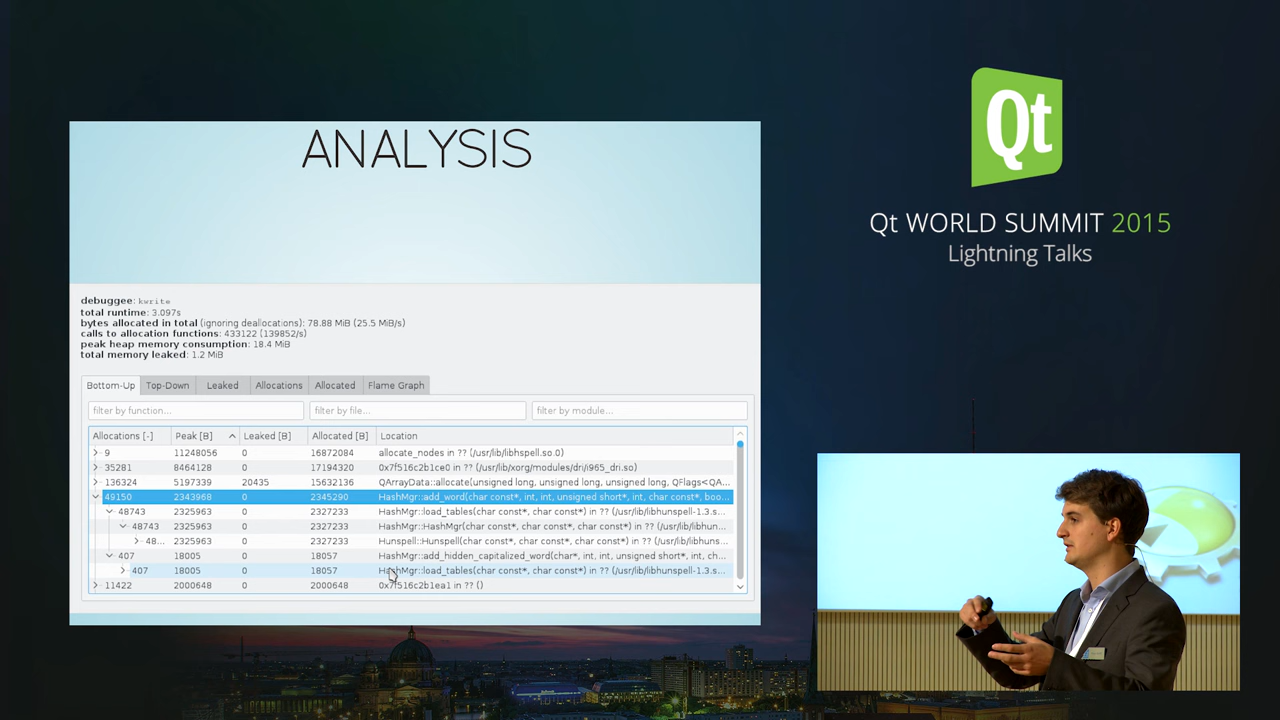 ANALYSIS
debuggee: kwrite
total runtime: 3.097s
bytes allocated in total (ignoring deallocations): 78.88 MiB (25.5 MiB/s)
calls to allocation functions: 433122 (139852/s)
peak heap memory consumption: 18.4 MiB
total memory leaked: 1.2 MiB
Bottom-Up Top-Down Leaked Allocations Allocated Flame Graph
filter by function... filter by file... filter by module...
Allocations [-] Peak [B] Leaked [B] Allocated [B] Location
9 11248056 0 16872084 allocate_nodes in ?? (/usr/lib/libhspell.so.0)
35281 8464128 0 17194320 0x7f516c2b1ce0 in ?? (/usr/lib/xorg/modules/dri/i965_dri.so)
136324 5197339 20435 15632136 QArrayData::allocate(unsigned long, unsigned long, unsigned long, QFlags<QA...
49150 2343968 0 2345290 HashMgr::add_word(char const*, int, int, unsigned short*, int, char const*, boo...
48743 2325963 0 2327233 HashMgr::load_tables(char const*, char const*) in ?? (/usr/lib/libhunspell-1.3.s...
48743 2325963 0 2327233 HashMgr::HashMgr(char const*, char const*, char const*) in ?? (/usr/lib/libhun...
48... 2325963 0 2327233 Hunspell::Hunspell(char const*, char const*, char const*) in ?? (/usr/lib/libhuns...
407 18005 0 18057 HashMgr::add_hidden_capitalized_word(char*, int, int, unsigned short*, int, ch...
407 18005 0 18057 HashMgr::load_tables(char const*, char const*) in ?? (/usr/lib/libhunspell-1.3.s...
11422 2000648 0 2000648 0x7f516c2b1ea1 in ?? ()
Qt
Qt WORLD SUMMIT 2015
Lightning Talks